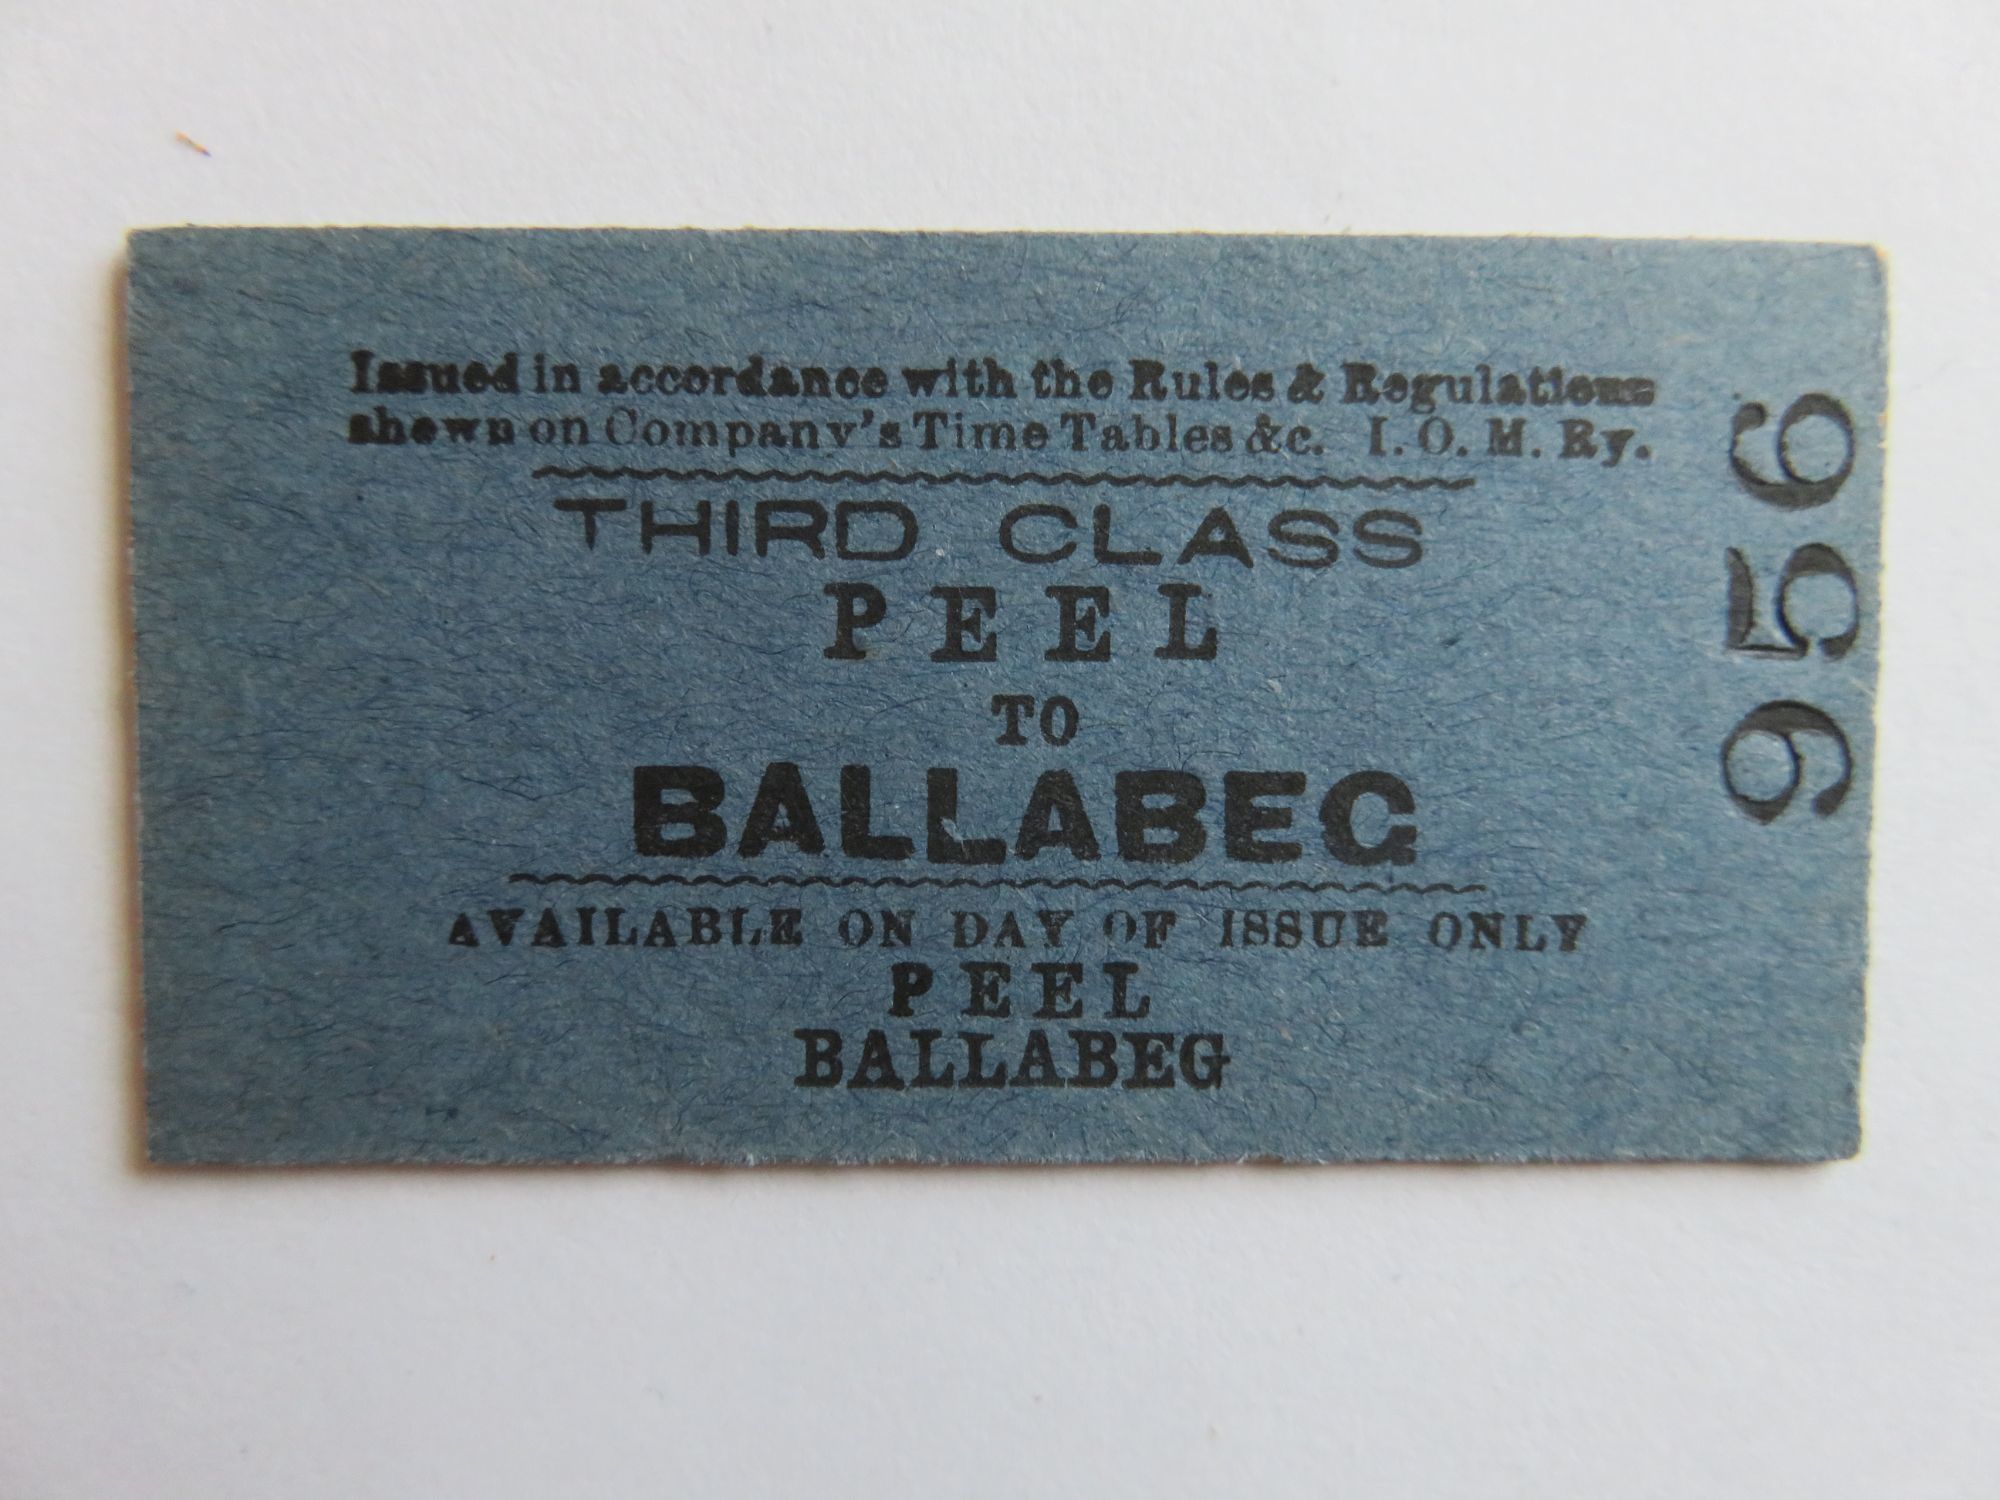 Issued in accordance with the Rules & Regulations
shewn on Company's Time Tables &c. I. O. M. Ry.
THIRD CLASS
PEEL
TO
BALLABEG
AVAILABLE ON DAY OF ISSUE ONLY
PEEL
BALLABEG
956